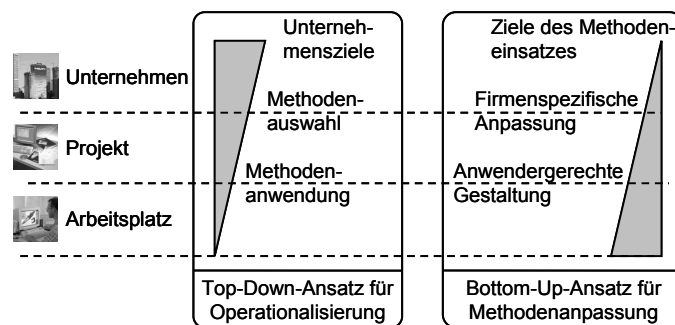 Unternehmen
Projekt
Arbeitsplatz
Unterneh-
mensziele
Methoden-
auswahl
Methoden-
anwendung
Top-Down-Ansatz für
Operationalisierung
Ziele des Methoden-
einsatzes
Firmenspezifische
Anpassung
Anwendergerechte
Gestaltung
Bottom-Up-Ansatz für
Methodenanpassung